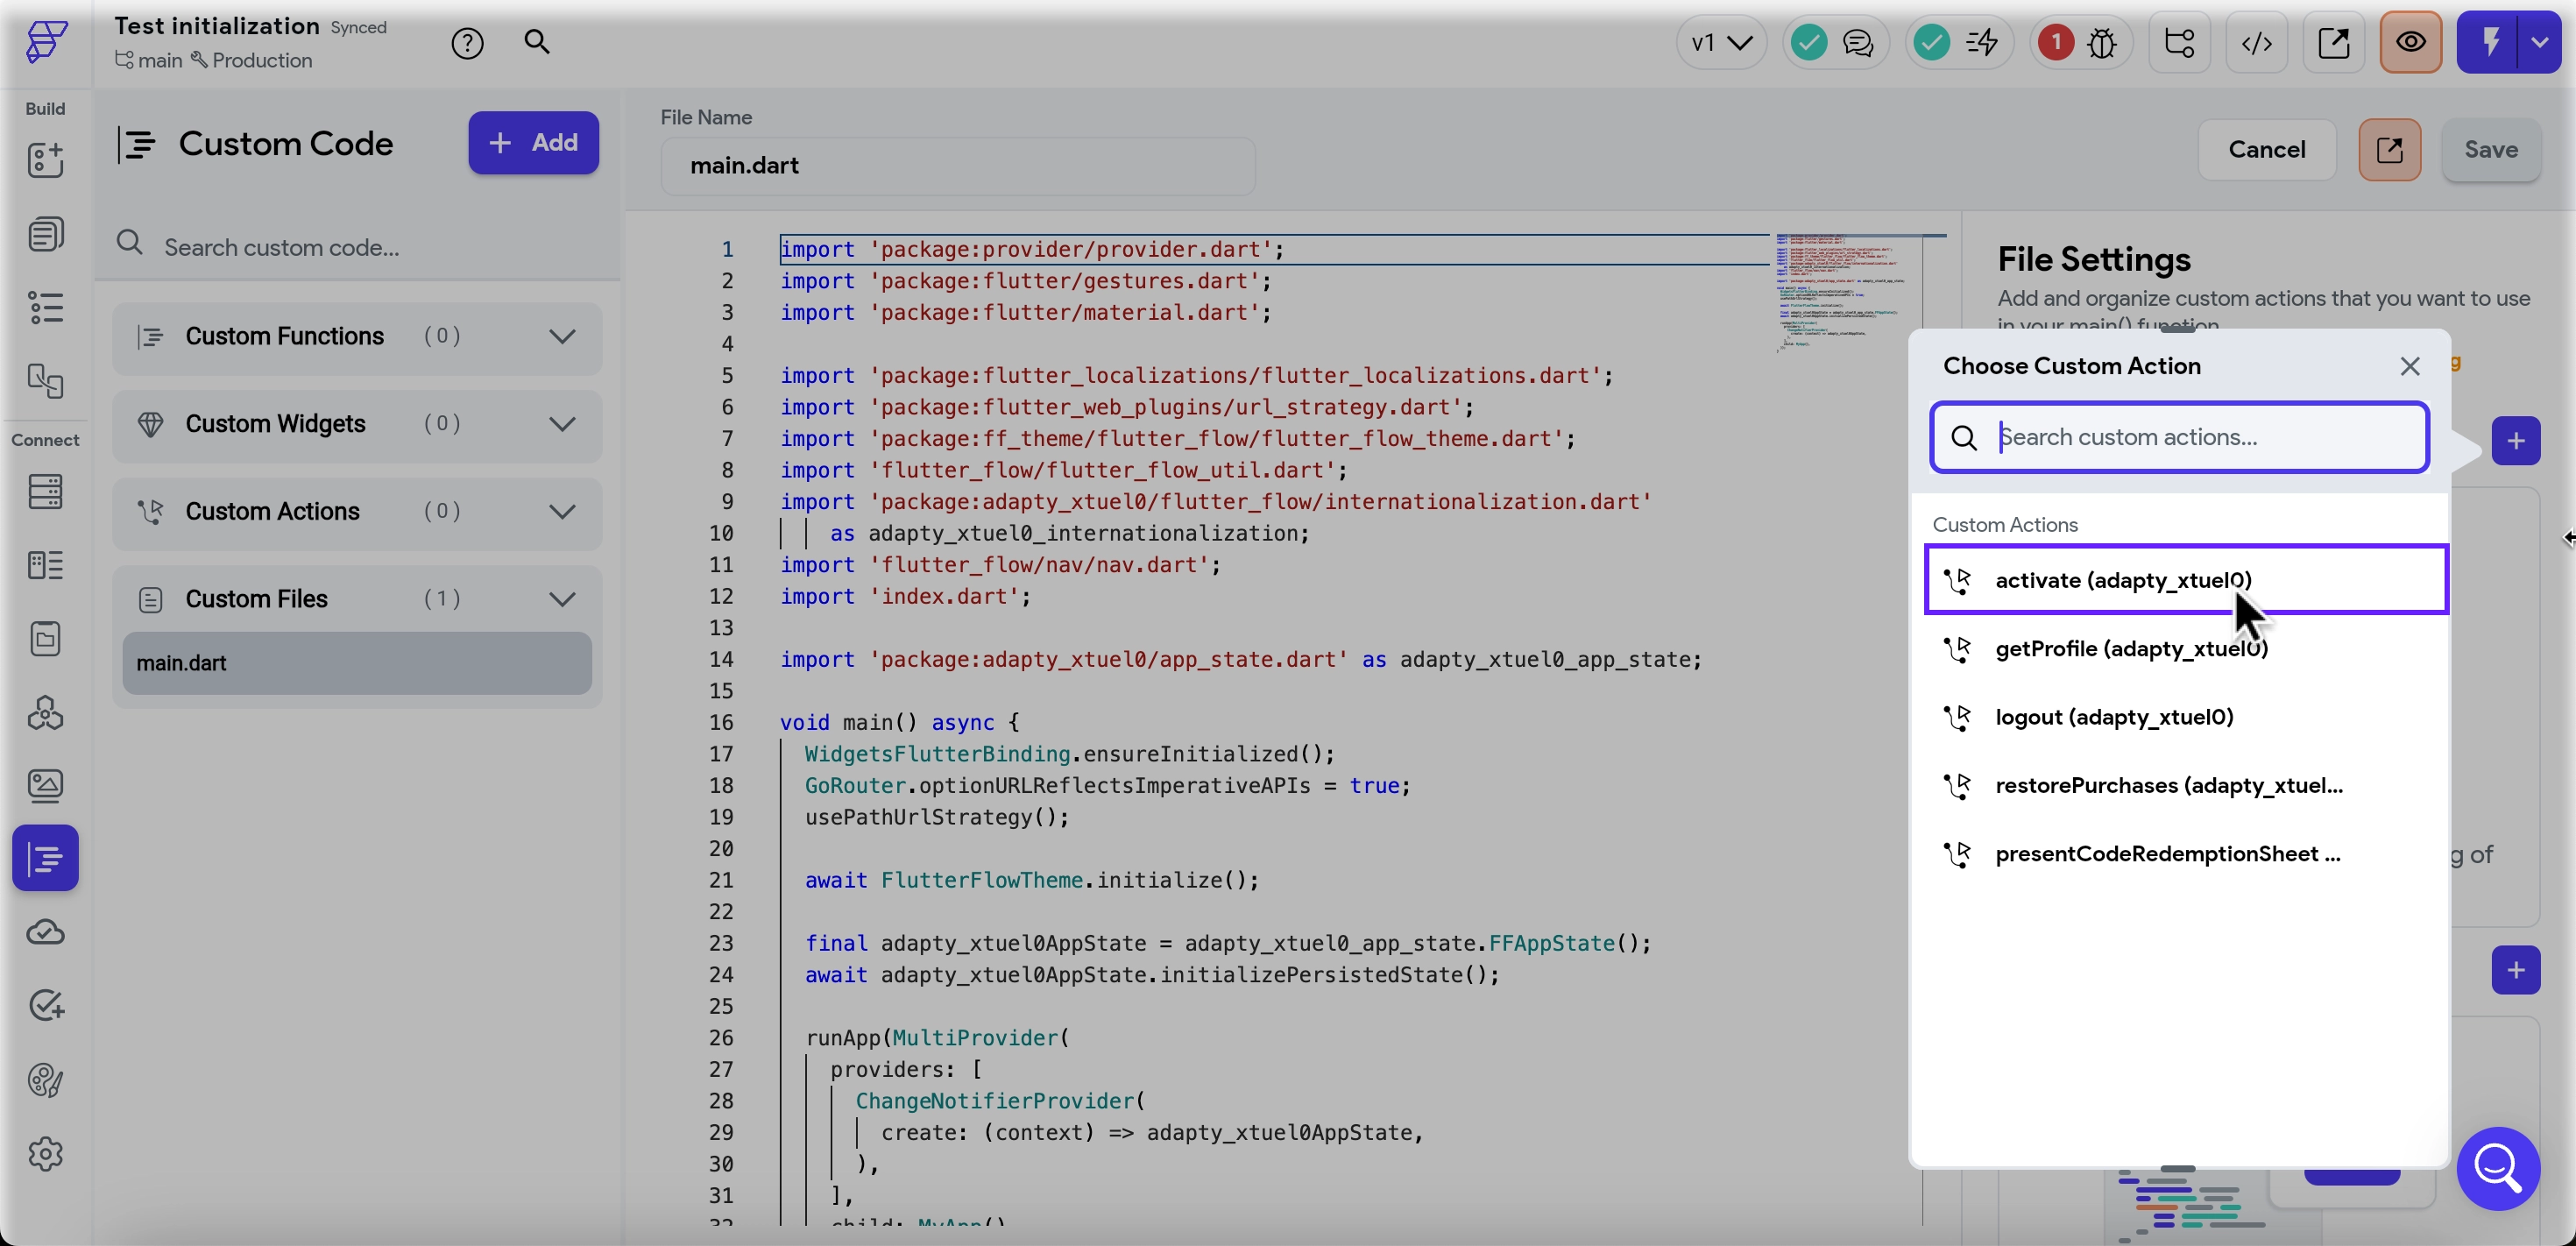 Test initialization Synced
main Production
v1
1
Build
Connect
Custom Code
+ Add
Search custom code...
Custom Functions (0)
Custom Widgets (0)
Custom Actions (0)
Custom Files (1)
main.dart
File Name
main.dart
Cancel
Save
1 import 'package:provider/provider.dart';
2 import 'package:flutter/gestures.dart';
3 import 'package:flutter/material.dart';
4
5 import 'package:flutter_localizations/flutter_localizations.dart';
6 import 'package:flutter_web_plugins/url_strategy.dart';
7 import 'package:ff_theme/flutter_flow/flutter_flow_theme.dart';
8 import 'flutter_flow/flutter_flow_util.dart';
9 import 'package:adapty_xtuel0/flutter_flow/internationalization.dart'
10 as adapty_xtuel0_internationalization;
11 import 'flutter_flow/nav/nav.dart';
12 import 'index.dart';
13
14 import 'package:adapty_xtuel0/app_state.dart' as adapty_xtuel0_app_state;
15
16 void main() async {
17 WidgetsFlutterBinding.ensureInitialized();
18 GoRouter.optionURLReflectsImperativeAPIs = true;
19 usePathUrlStrategy();
20
21 await FlutterFlowTheme.initialize();
22
23 final adapty_xtuel0AppState = adapty_xtuel0_app_state.FFAppState();
24 await adapty_xtuel0AppState.initializePersistedState();
25
26 runApp(MultiProvider(
27 providers: [
28 ChangeNotifierProvider(
29 create: (context) => adapty_xtuel0AppState,
30 ),
31 ],
32 child: MyApp()
File Settings
Add and organize custom actions that you want to use
in your main() function
Choose Custom Action
Search custom actions...
Custom Actions
activate (adapty_xtuel0)
getProfile (adapty_xtuel0)
logout (adapty_xtuel0)
restorePurchases (adapty_xtuel...
presentCodeRedemptionSheet ...
g of